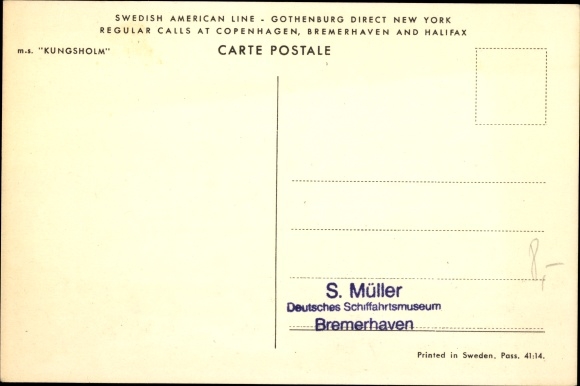 SWEDISH AMERICAN LINE - GOTHENBURG DIRECT NEW YORK
REGULAR CALLS AT COPENHAGEN, BREMERHAVEN AND HALIFAX
m.s. "KUNGSHOLM"
CARTE POSTALE
8,-
S. Müller
Deutsches Schiffahrtsmuseum
Bremerhaven
Printed in Sweden, Pass. 41:14.